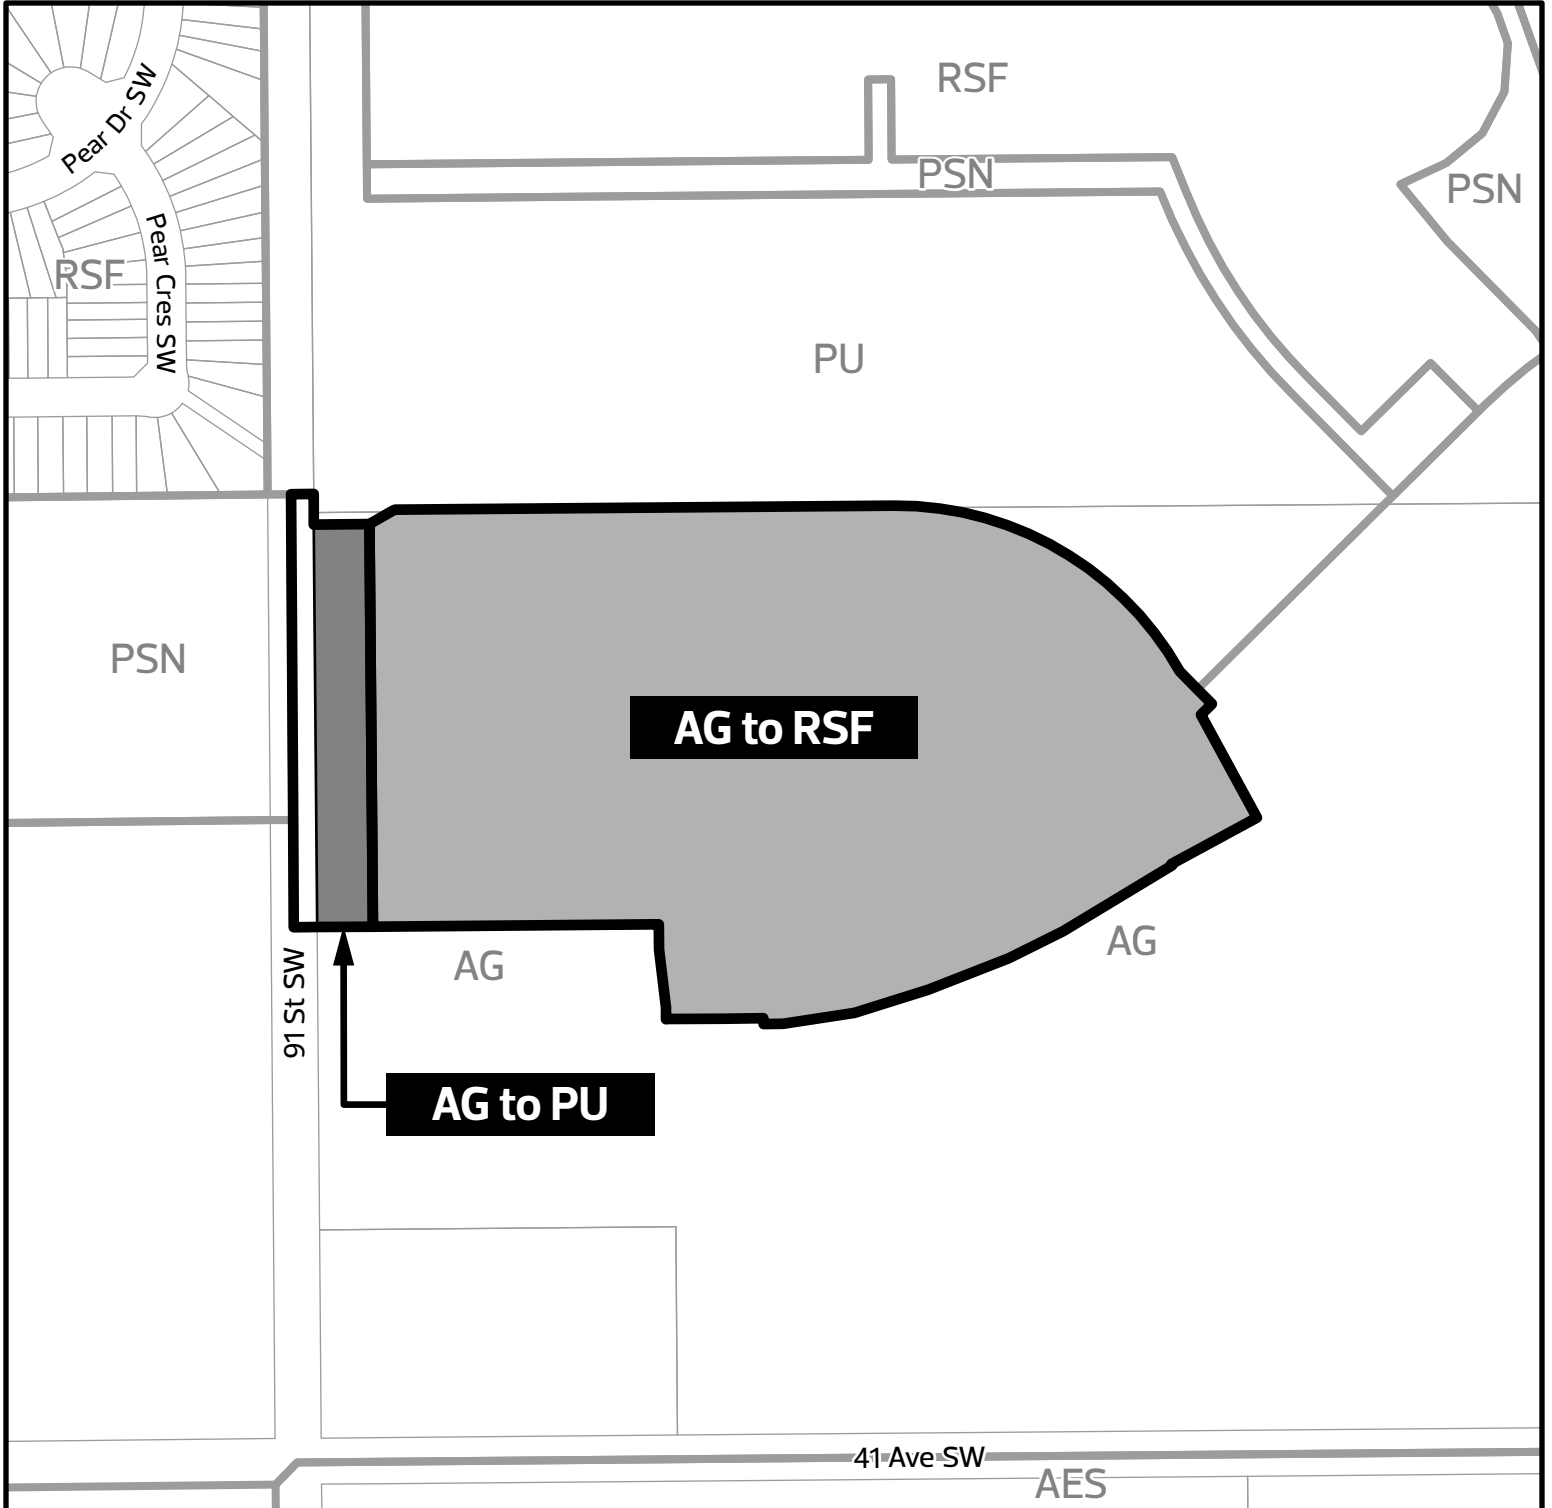 RSF
Pear Dr SW
PSN
PSN
Pear Cres SW
RSF
PU
PSN
AG to RSF
AG
AG
91 St SW
AG to PU
41 Ave SW
AES